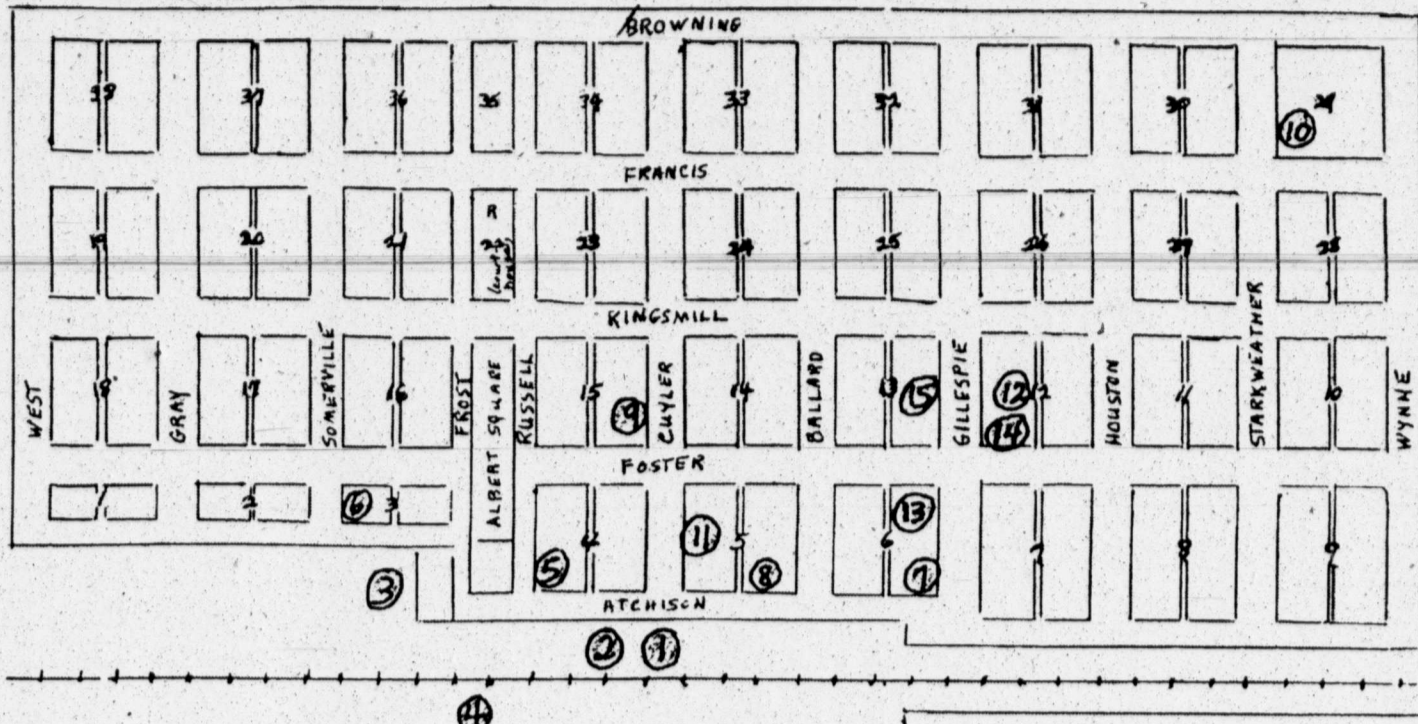 BROWNING
38 37 36 35 34 33 32 31 30 29
10
FRANCIS
19 20 21 R 23 24 25 26 27 28
KINGSMILL
WEST
18
GRAY
17
SOMERVILLE
16
FROST
ALBERT SQUARE
RUSSELL
15
9
CUYLER
14
BALLARD
13
15
GILLESPIE
12
12
14
HOUSTON
11
STARKWEATHER
10
WYNNE
FOSTER
1 2 6 3 4 11 5 6 13 7 8 9
5 8 7
3
ATCHISON
2 1
4